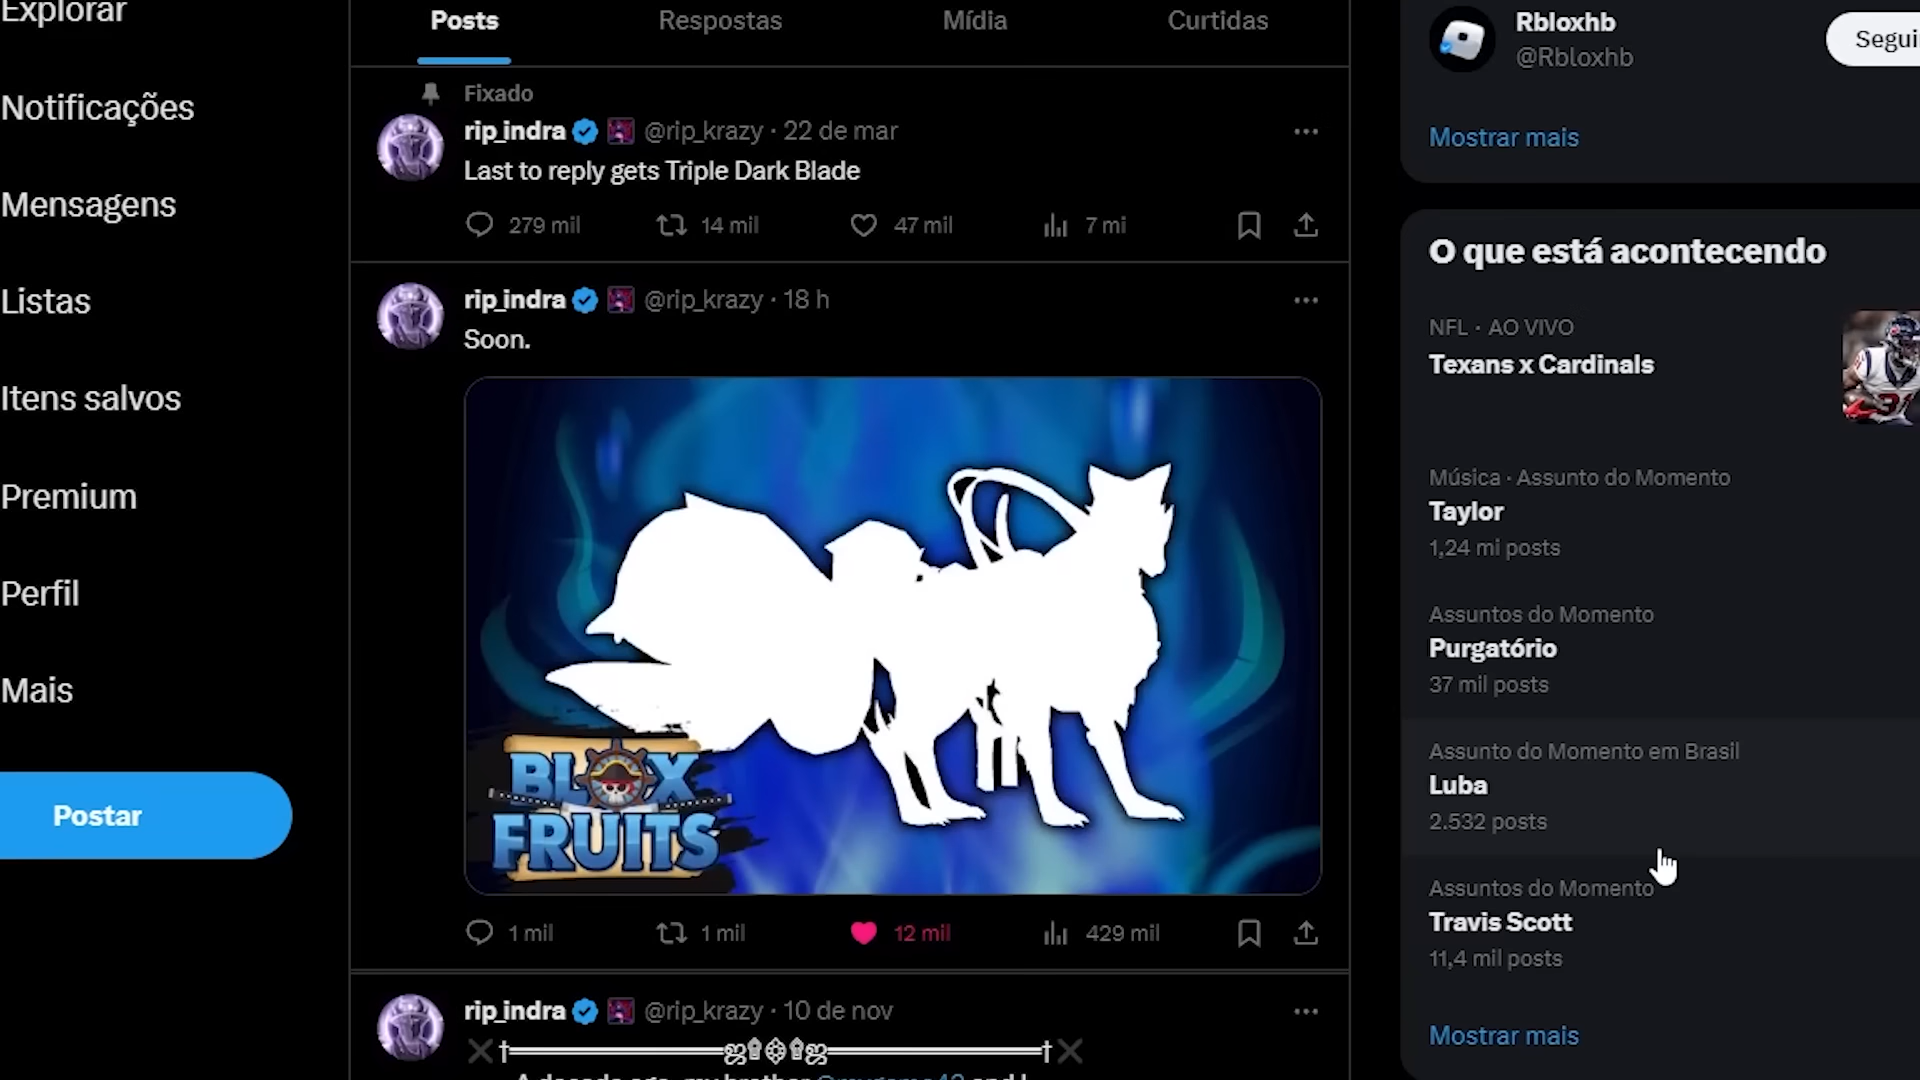 Explorar
Notificações
Mensagens
Listas
Itens salvos
Premium
Perfil
Mais
Postar
Posts Respostas Mídia Curtidas
Fixado
rip_indra @rip_krazy · 22 de mar
Last to reply gets Triple Dark Blade
279 mil 14 mil 47 mil 7 mi
rip_indra @rip_krazy · 18 h
Soon.
BLOX
FRUITS
1 mil 1 mil 12 mil 429 mil
rip_indra @rip_krazy · 10 de nov
Rbloxhb
@Rbloxhb
Mostrar mais
O que está acontecendo
NFL · AO VIVO
Texans x Cardinals
Música · Assunto do Momento
Taylor
1,24 mi posts
Assuntos do Momento
Purgatório
37 mil posts
Assunto do Momento em Brasil
Luba
2.532 posts
Assuntos do Momento
Travis Scott
11,4 mil posts
Mostrar mais